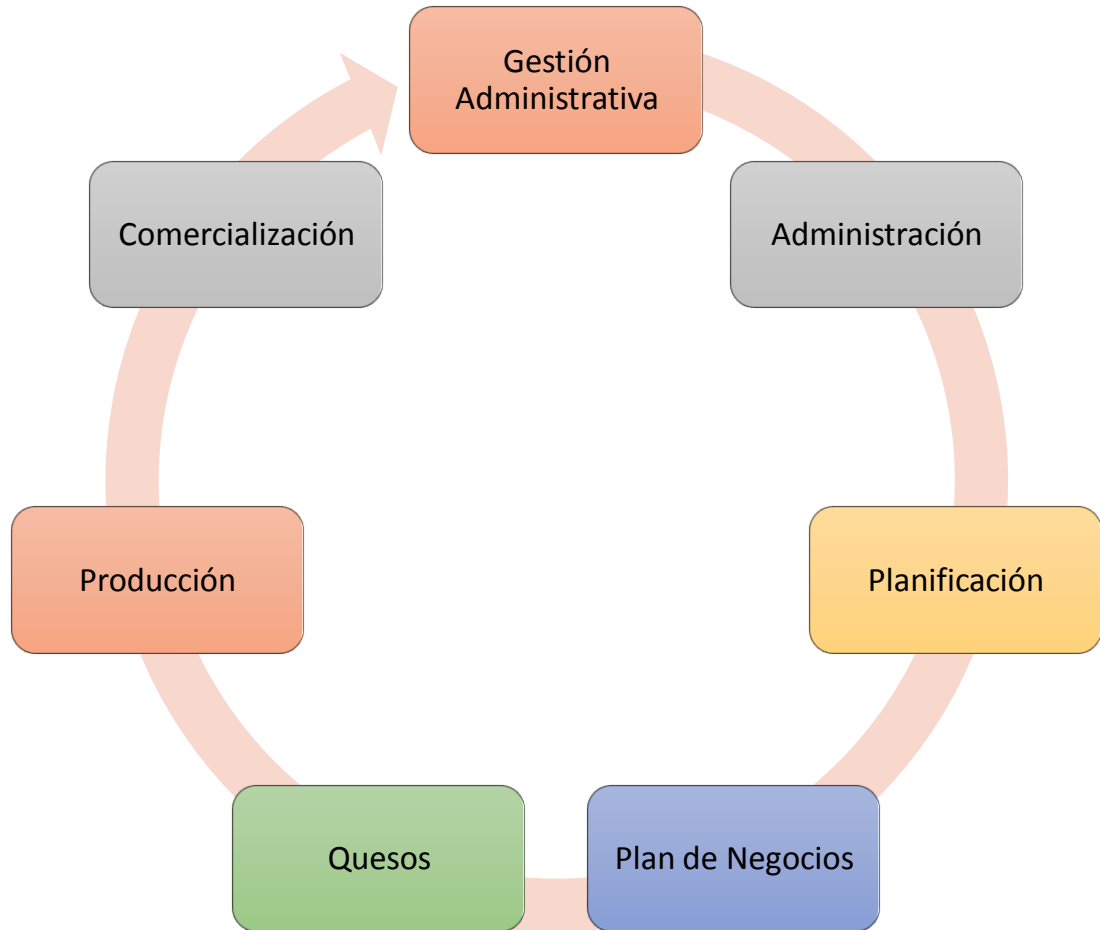 Gestión
Administrativa
Administración
Planificación
Plan de Negocios
Quesos
Producción
Comercialización